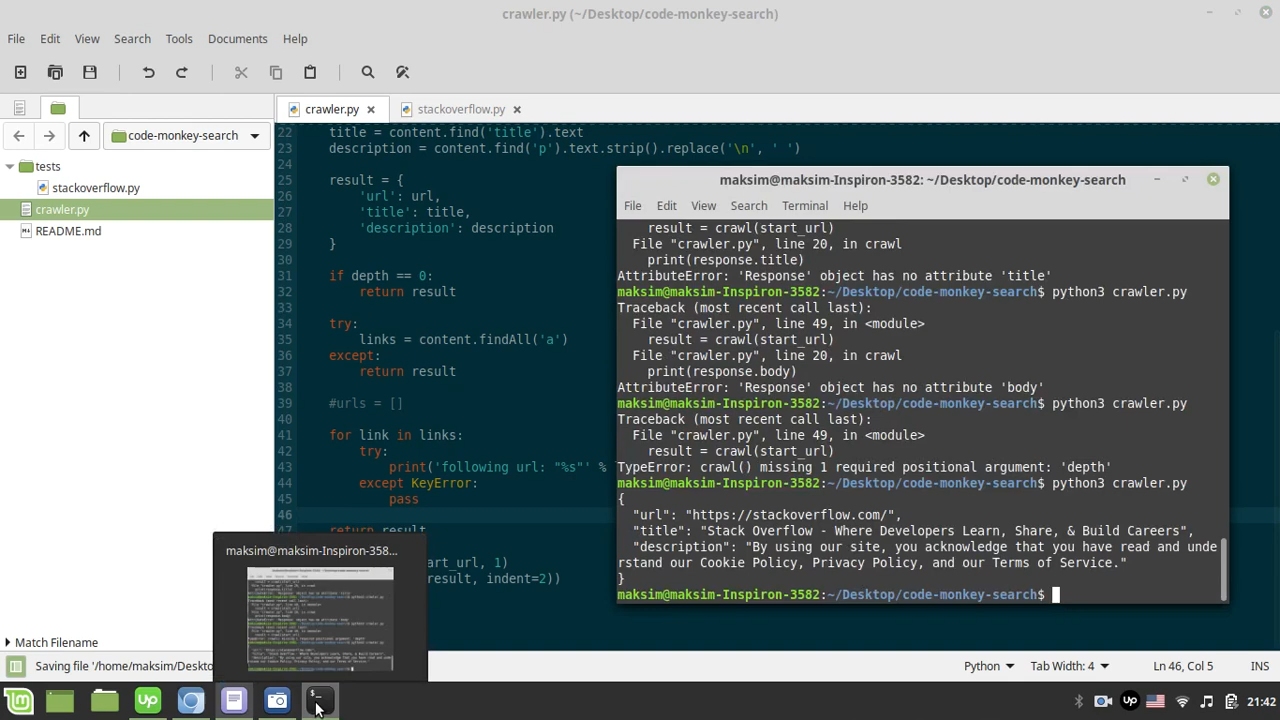 crawler.py (~/Desktop/code-monkey-search)
File Edit View Search Tools Documents Help
crawler.py
stackoverflow.py
code-monkey-search
tests
stackoverflow.py
crawler.py
README.md
22 title = content.find('title').text
23 description = content.find('p').text.strip().replace('\n', ' ')
24
25 result = {
26 'url': url,
27 'title': title,
28 'description': description
29 }
30
31 if depth == 0:
32 return result
33
34 try:
35 links = content.findAll('a')
36 except:
37 return result
38
39 #urls = []
40
41 for link in links:
42 try:
43 print('following url: "%s"' %
44 except KeyError:
45 pass
46
47 return result
t_url, 1)
result, indent=2))
maksim@maksim-Inspiron-3582: ~/Desktop/code-monkey-search
File Edit View Search Terminal Help
result = crawl(start_url)
File "crawler.py", line 20, in crawl
print(response.title)
AttributeError: 'Response' object has no attribute 'title'
maksim@maksim-Inspiron-3582:~/Desktop/code-monkey-search$ python3 crawler.py
Traceback (most recent call last):
File "crawler.py", line 49, in <module>
result = crawl(start_url)
File "crawler.py", line 20, in crawl
print(response.body)
AttributeError: 'Response' object has no attribute 'body'
maksim@maksim-Inspiron-3582:~/Desktop/code-monkey-search$ python3 crawler.py
Traceback (most recent call last):
File "crawler.py", line 49, in <module>
result = crawl(start_url)
TypeError: crawl() missing 1 required positional argument: 'depth'
maksim@maksim-Inspiron-3582:~/Desktop/code-monkey-search$ python3 crawler.py
{
"url": "https://stackoverflow.com/",
"title": "Stack Overflow - Where Developers Learn, Share, & Build Careers",
"description": "By using our site, you acknowledge that you have read and unde
rstand our Cookie Policy, Privacy Policy, and our Terms of Service."
}
maksim@maksim-Inspiron-3582:~/Desktop/code-monkey-search$
maksim@maksim-Inspiron-358...
Python
Tab Width: 4
Ln 46, Col 5
INS
up
Up
21:42